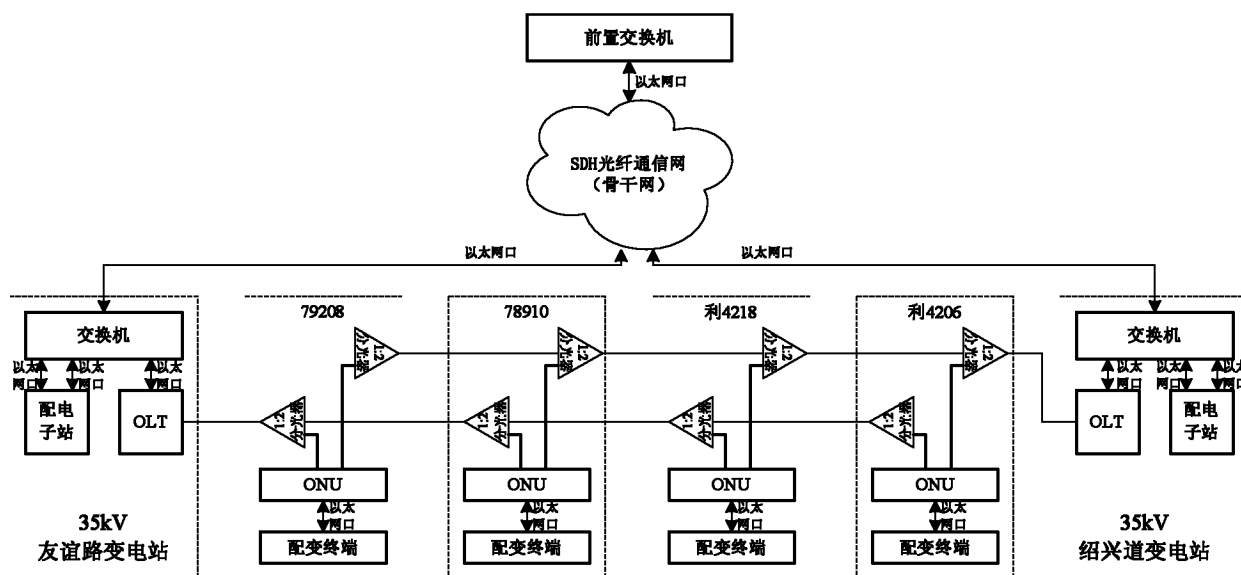 前置交换机
以太网口
SDH光纤通信网
（骨干网）
以太网口
以太网口
79208
78910
利4218
利4206
交换机
1:2
分光器
1:2
分光器
1:2
分光器
1:2
分光器
交换机
以太
网口
以太
网口
以太
网口
以太
网口
以太
网口
以太
网口
配电
子站
OLT
1:2
分光器
1:2
分光器
1:2
分光器
1:2
分光器
OLT
配电
子站
ONU
ONU
ONU
ONU
以太
网口
以太
网口
以太
网口
以太
网口
配变终端
配变终端
配变终端
配变终端
35kV
友谊路变电站
35kV
绍兴道变电站